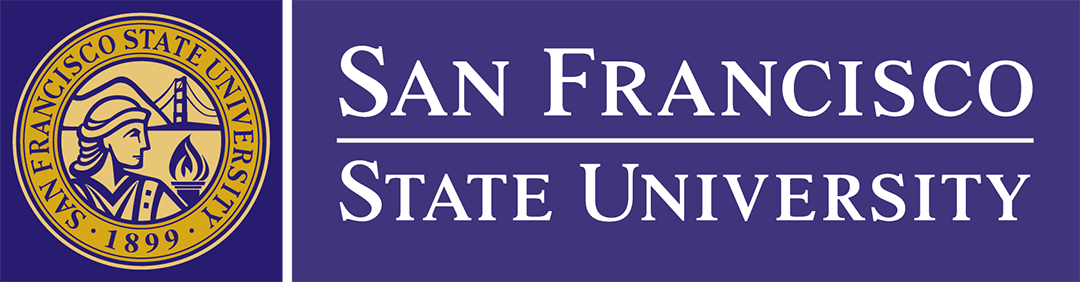 SAN FRANCISCO STATE UNIVERSITY
· 1899 ·
SAN FRANCISCO
STATE UNIVERSITY